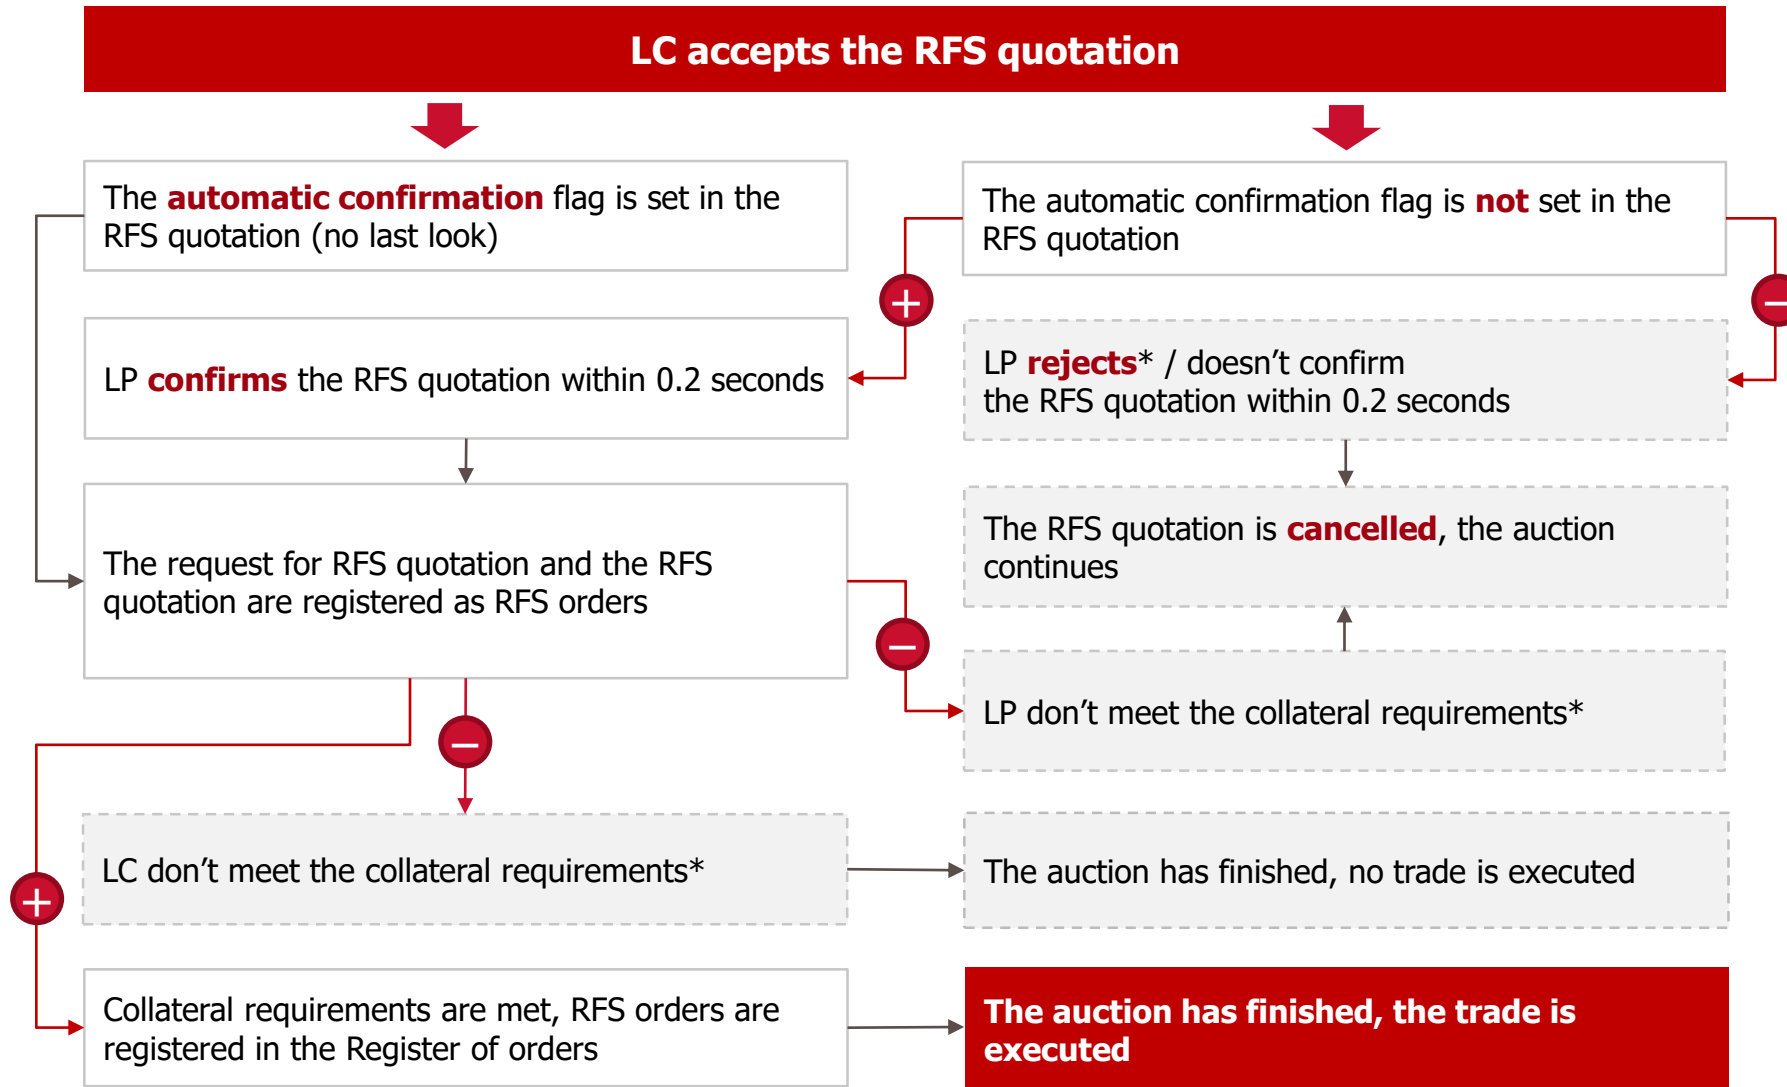 LC accepts the RFS quotation
The automatic confirmation flag is set in the
RFS quotation (no last look)
The automatic confirmation flag is not set in the
RFS quotation
+
−
LP confirms the RFS quotation within 0.2 seconds
LP rejects* / doesn’t confirm
the RFS quotation within 0.2 seconds
The request for RFS quotation and the RFS
quotation are registered as RFS orders
The RFS quotation is cancelled, the auction
continues
−
LP don’t meet the collateral requirements*
−
LC don’t meet the collateral requirements*
The auction has finished, no trade is executed
+
Collateral requirements are met, RFS orders are
registered in the Register of orders
The auction has finished, the trade is
executed